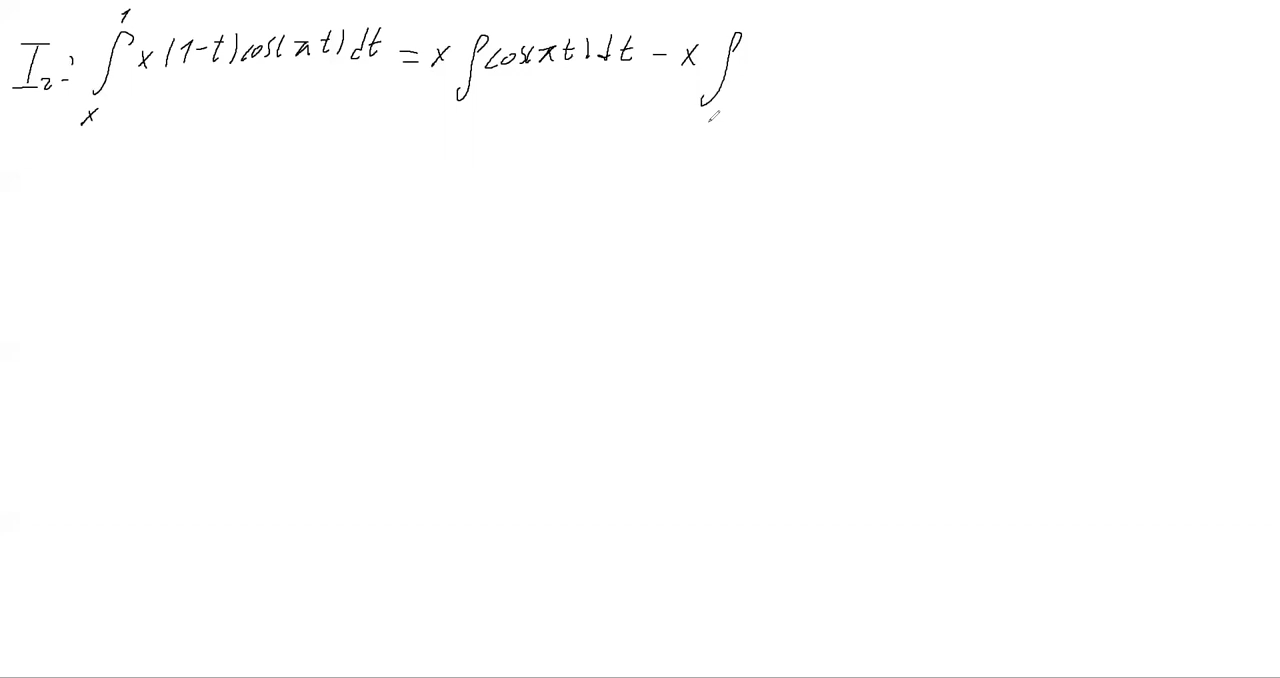 I₂ = ∫ₓ¹ x(1-t)cos(πt)dt = x ∫cos(πt)dt - x ∫